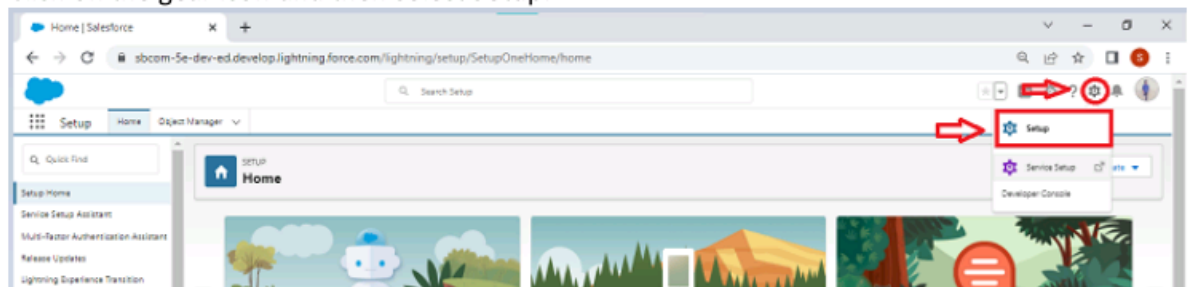 Home | Salesforce
sbcom-5e-dev-ed.develop.lightning.force.com/lightning/setup/SetupOneHome/home
S
Search Setup
?
Setup Home Object Manager
Setup
Quick Find
SETUP
Home
Service Setup
Setup Home
Developer Console
Service Setup Assistant
Multi-Factor Authentication Assistant
Release Updates
Lightning Experience Transition